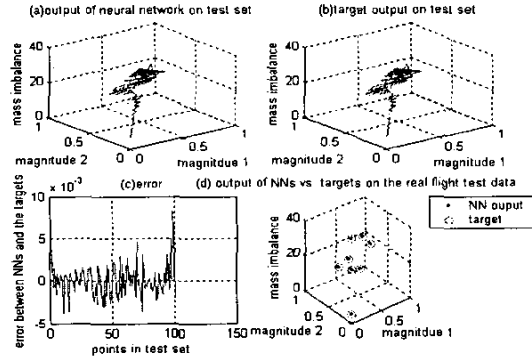 (a)output of neural network on test set
(b)target output on test set
mass imbalance
40
20
0
1
0.5
0
magnitude 2
0
0.5
1
magnitdue 1
mass imbalance
40
20
0
1
0.5
0
magnitude 2
0
0.5
1
magnitdue 1
(c)error
x 10^-3
error between NNs and the targets
10
5
0
-5
0
50
100
150
points in test set
(d) output of NNs vs targets on the real flight test data
mass imbalance
40
20
0
1
0.5
0
magnitude 2
0
0.5
1
magnitdue 1
NN ouput
target